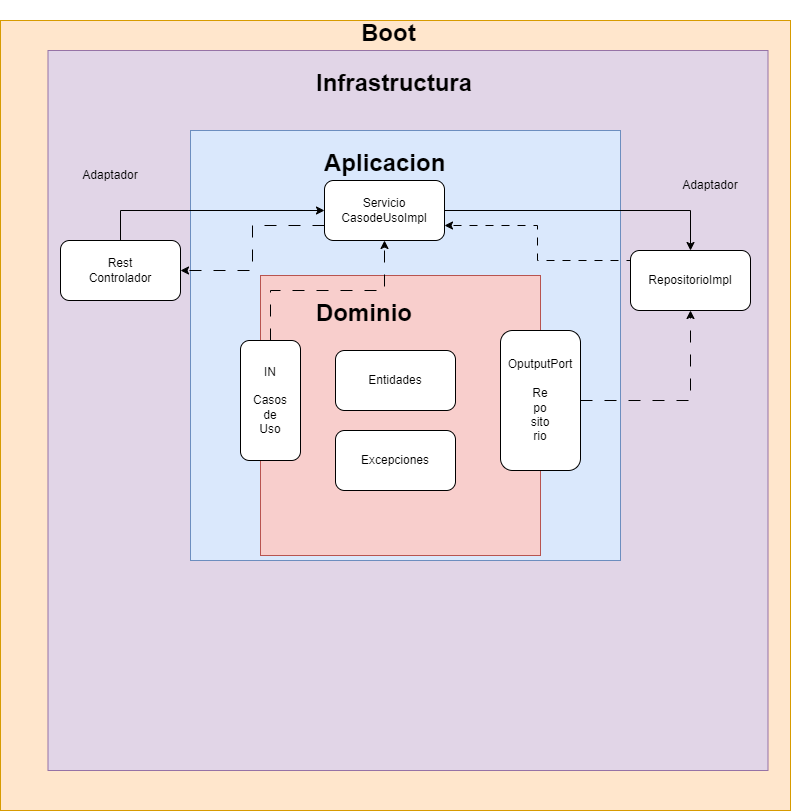 Boot
Infrastructura
Aplicacion
Adaptador
Adaptador
Servicio
CasodeUsoImpl
Rest
Controlador
RepositorioImpl
Dominio
IN
Casos
de
Uso
Entidades
Excepciones
OputputPort
Re
po
sito
rio